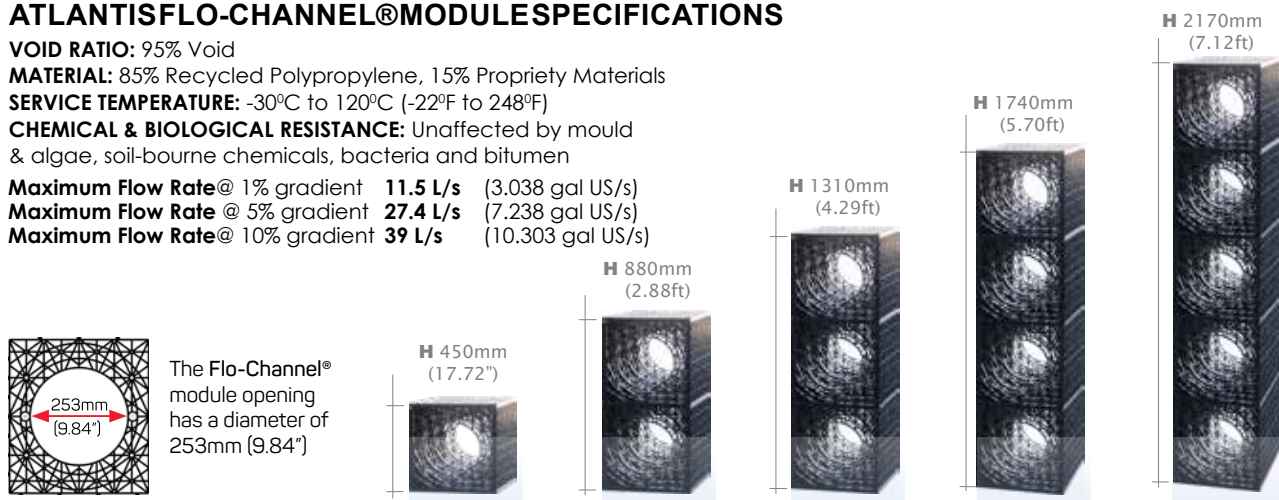 ATLANTIS FLO-CHANNEL® MODULE SPECIFICATIONS
VOID RATIO: 95% Void
MATERIAL: 85% Recycled Polypropylene, 15% Propriety Materials
SERVICE TEMPERATURE: -30⁰C to 120⁰C (-22⁰F to 248⁰F)
CHEMICAL & BIOLOGICAL RESISTANCE: Unaffected by mould
& algae, soil-bourne chemicals, bacteria and bitumen
Maximum Flow Rate@ 1% gradient 11.5 L/s (3.038 gal US/s)
Maximum Flow Rate @ 5% gradient 27.4 L/s (7.238 gal US/s)
Maximum Flow Rate@ 10% gradient 39 L/s (10.303 gal US/s)
253mm
(9.84")
The Flo-Channel®
module opening
has a diameter of
253mm (9.84")
H 450mm
(17.72")
H 880mm
(2.88ft)
H 1310mm
(4.29ft)
H 1740mm
(5.70ft)
H 2170mm
(7.12ft)